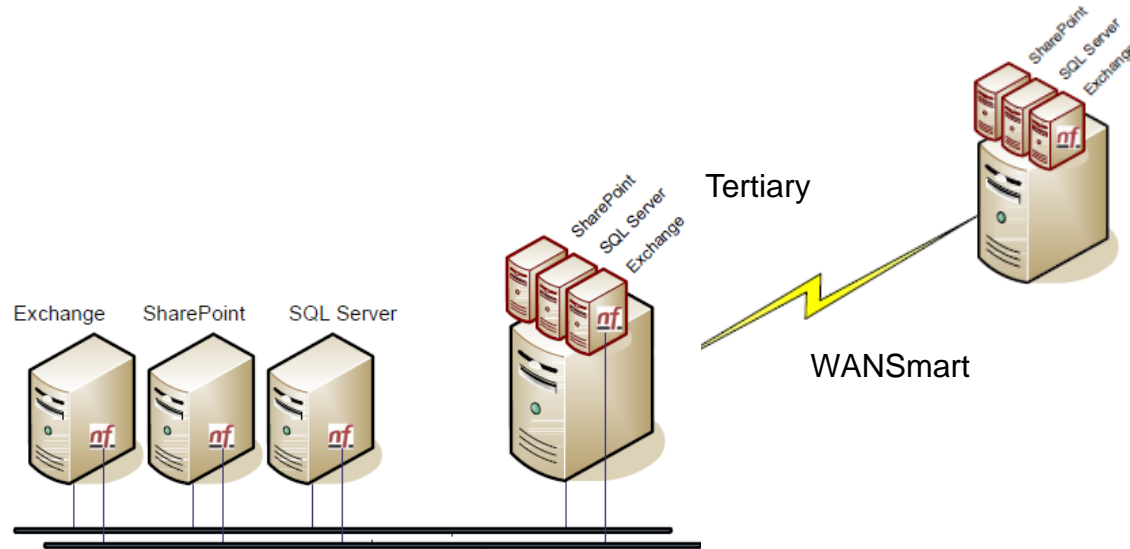 SharePoint
SQL Server
Exchange
Tertiary
SharePoint
SQL Server
Exchange
Exchange
SharePoint
SQL Server
WANSmart
nf
nf
nf
nf
nf